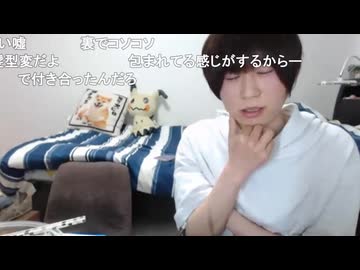 い嘘
裏でコソコソ
髪型変だよ
包まれてる感じがするからー
で付き合ったんだろ